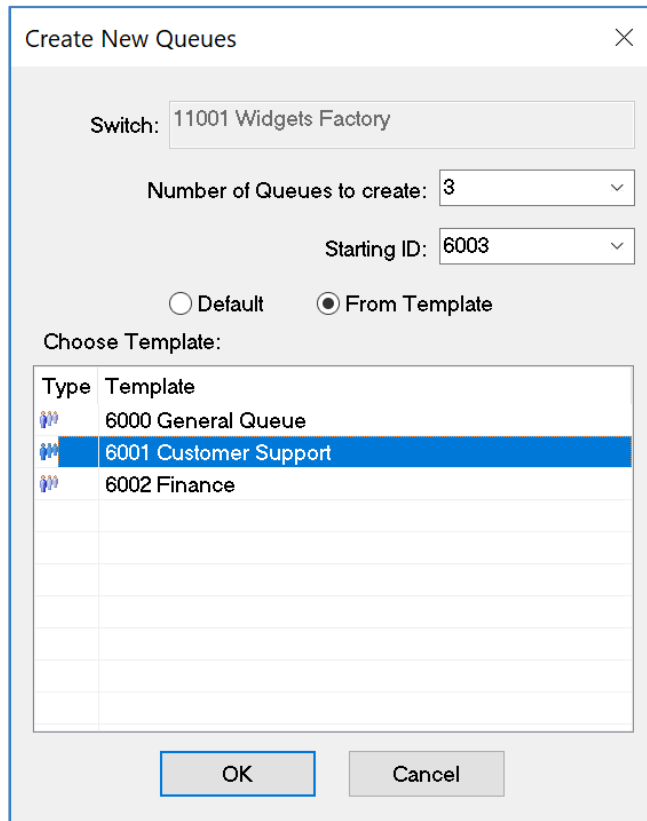 Create New Queues
Switch: 11001 Widgets Factory
Number of Queues to create: 3
Starting ID: 6003
Default From Template
Choose Template:
Type Template
6000 General Queue
6001 Customer Support
6002 Finance
OK Cancel